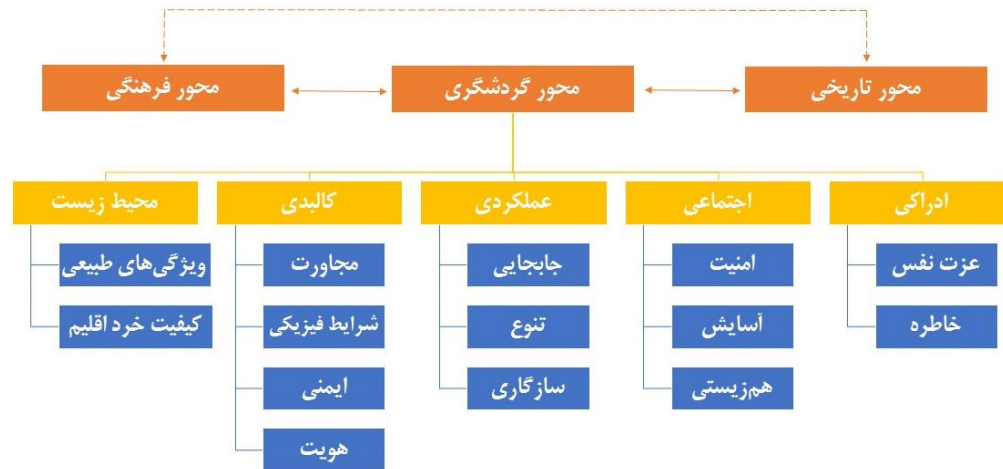 محور تاریخی
محور گردشگری
محور فرهنگی
ادراکی
اجتماعی
عملکردی
کالبدی
محیط زیست
عزت نفس
امنیت
جابجایی
مجاورت
ویژگی‌های طبیعی
خاطره
آسایش
تنوع
شرایط فیزیکی
کیفیت خرد اقلیم
هم‌زیستی
سازگاری
ایمنی
هویت